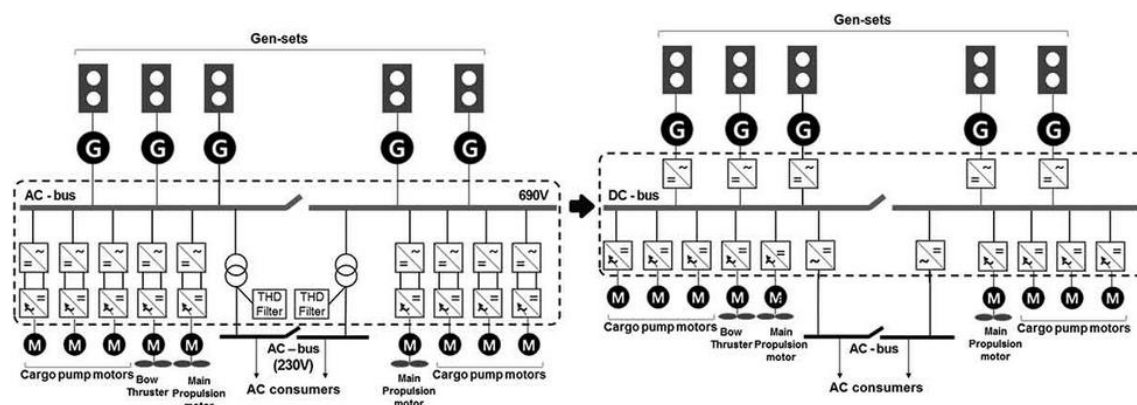 Gen-sets
G G G G G
AC - bus
690V
THD
Filter
THD
Filter
M M M M M
M M M M
AC – bus
(230V)
Cargo pump motors
Bow
Thruster
Main
Propulsion
motor
AC consumers
Main
Propulsion
motor
Cargo pump motors
Gen-sets
G G G G G
DC - bus
M M M M M
M M M M
Cargo pump motors
Bow
Thruster
Main
Propulsion
motor
AC - bus
AC consumers
Main
Propulsion
motor
Cargo pump motors